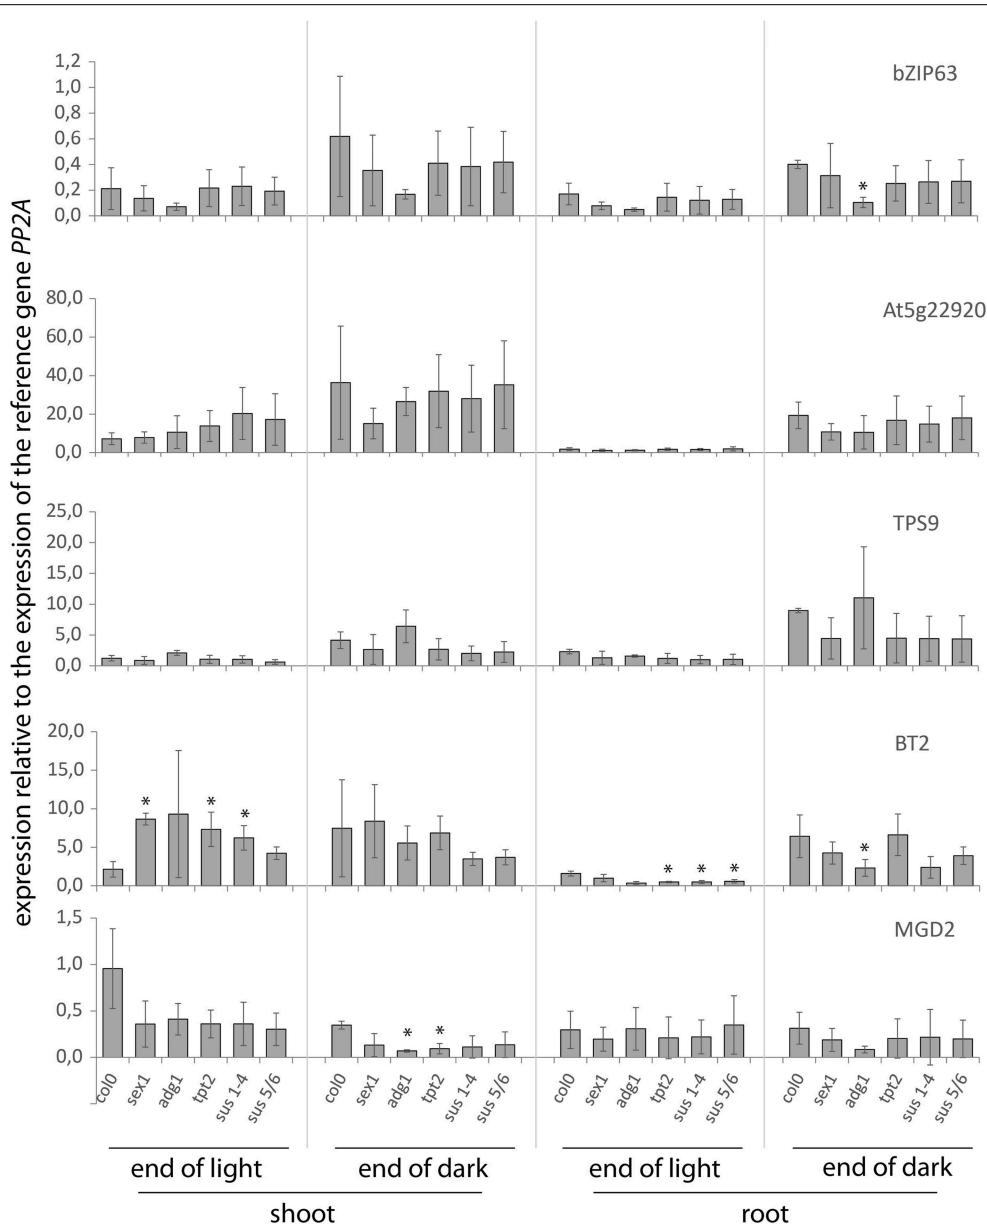 expression relative to the expression of the reference gene PP2A
bZIP63
1,2
1,0
0,8
0,6
0,4
0,2
0,0
*
At5g22920
80,0
60,0
40,0
20,0
0,0
TPS9
25,0
20,0
15,0
10,0
5,0
0,0
BT2
20,0
15,0
10,0
5,0
0,0
* * * * * * *
MGD2
1,5
1,0
0,5
0,0
* *
col0 sex1 adg1 tpt2 sus 1-4 sus 5/6 col0 sex1 adg1 tpt2 sus 1-4 sus 5/6 col0 sex1 adg1 tpt2 sus 1-4 sus 5/6 col0 sex1 adg1 tpt2 sus 1-4 sus 5/6
end of light end of dark end of light end of dark
shoot root